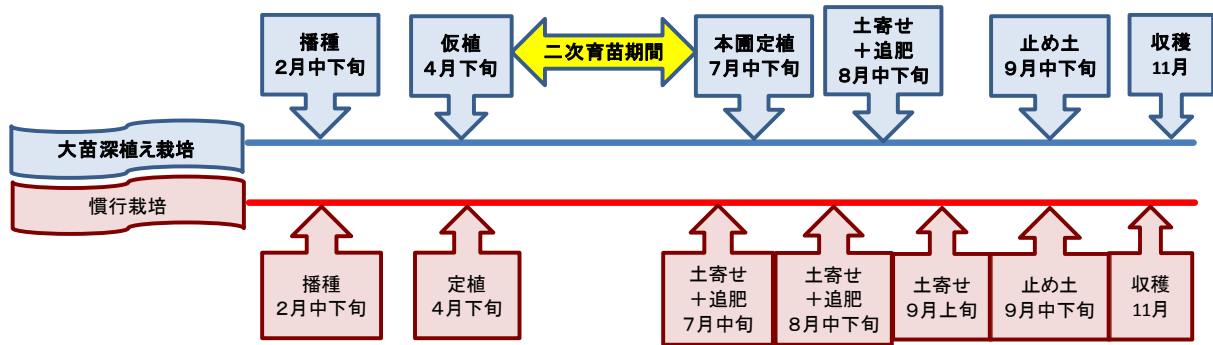 播種
2月中下旬
仮植
4月下旬
二次育苗期間
本圃定植
7月中下旬
土寄せ
＋追肥
8月中下旬
止め土
9月中下旬
収穫
11月
大苗深植え栽培
慣行栽培
播種
2月中下旬
定植
4月下旬
土寄せ
＋追肥
7月中旬
土寄せ
＋追肥
8月中下旬
土寄せ
9月上旬
止め土
9月中下旬
収穫
11月